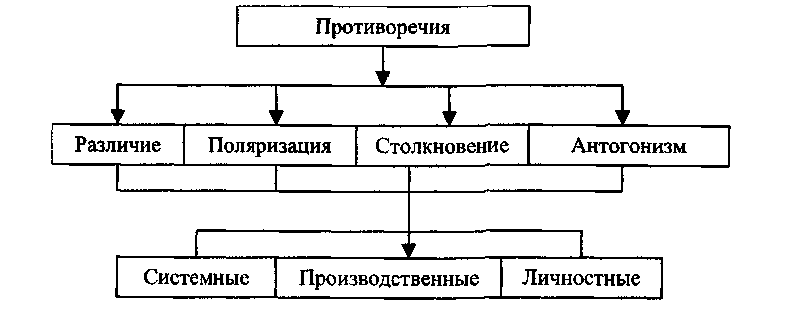 Противоречия
Различие Поляризация Столкновение Антогонизм
Системные Производственные Личностные